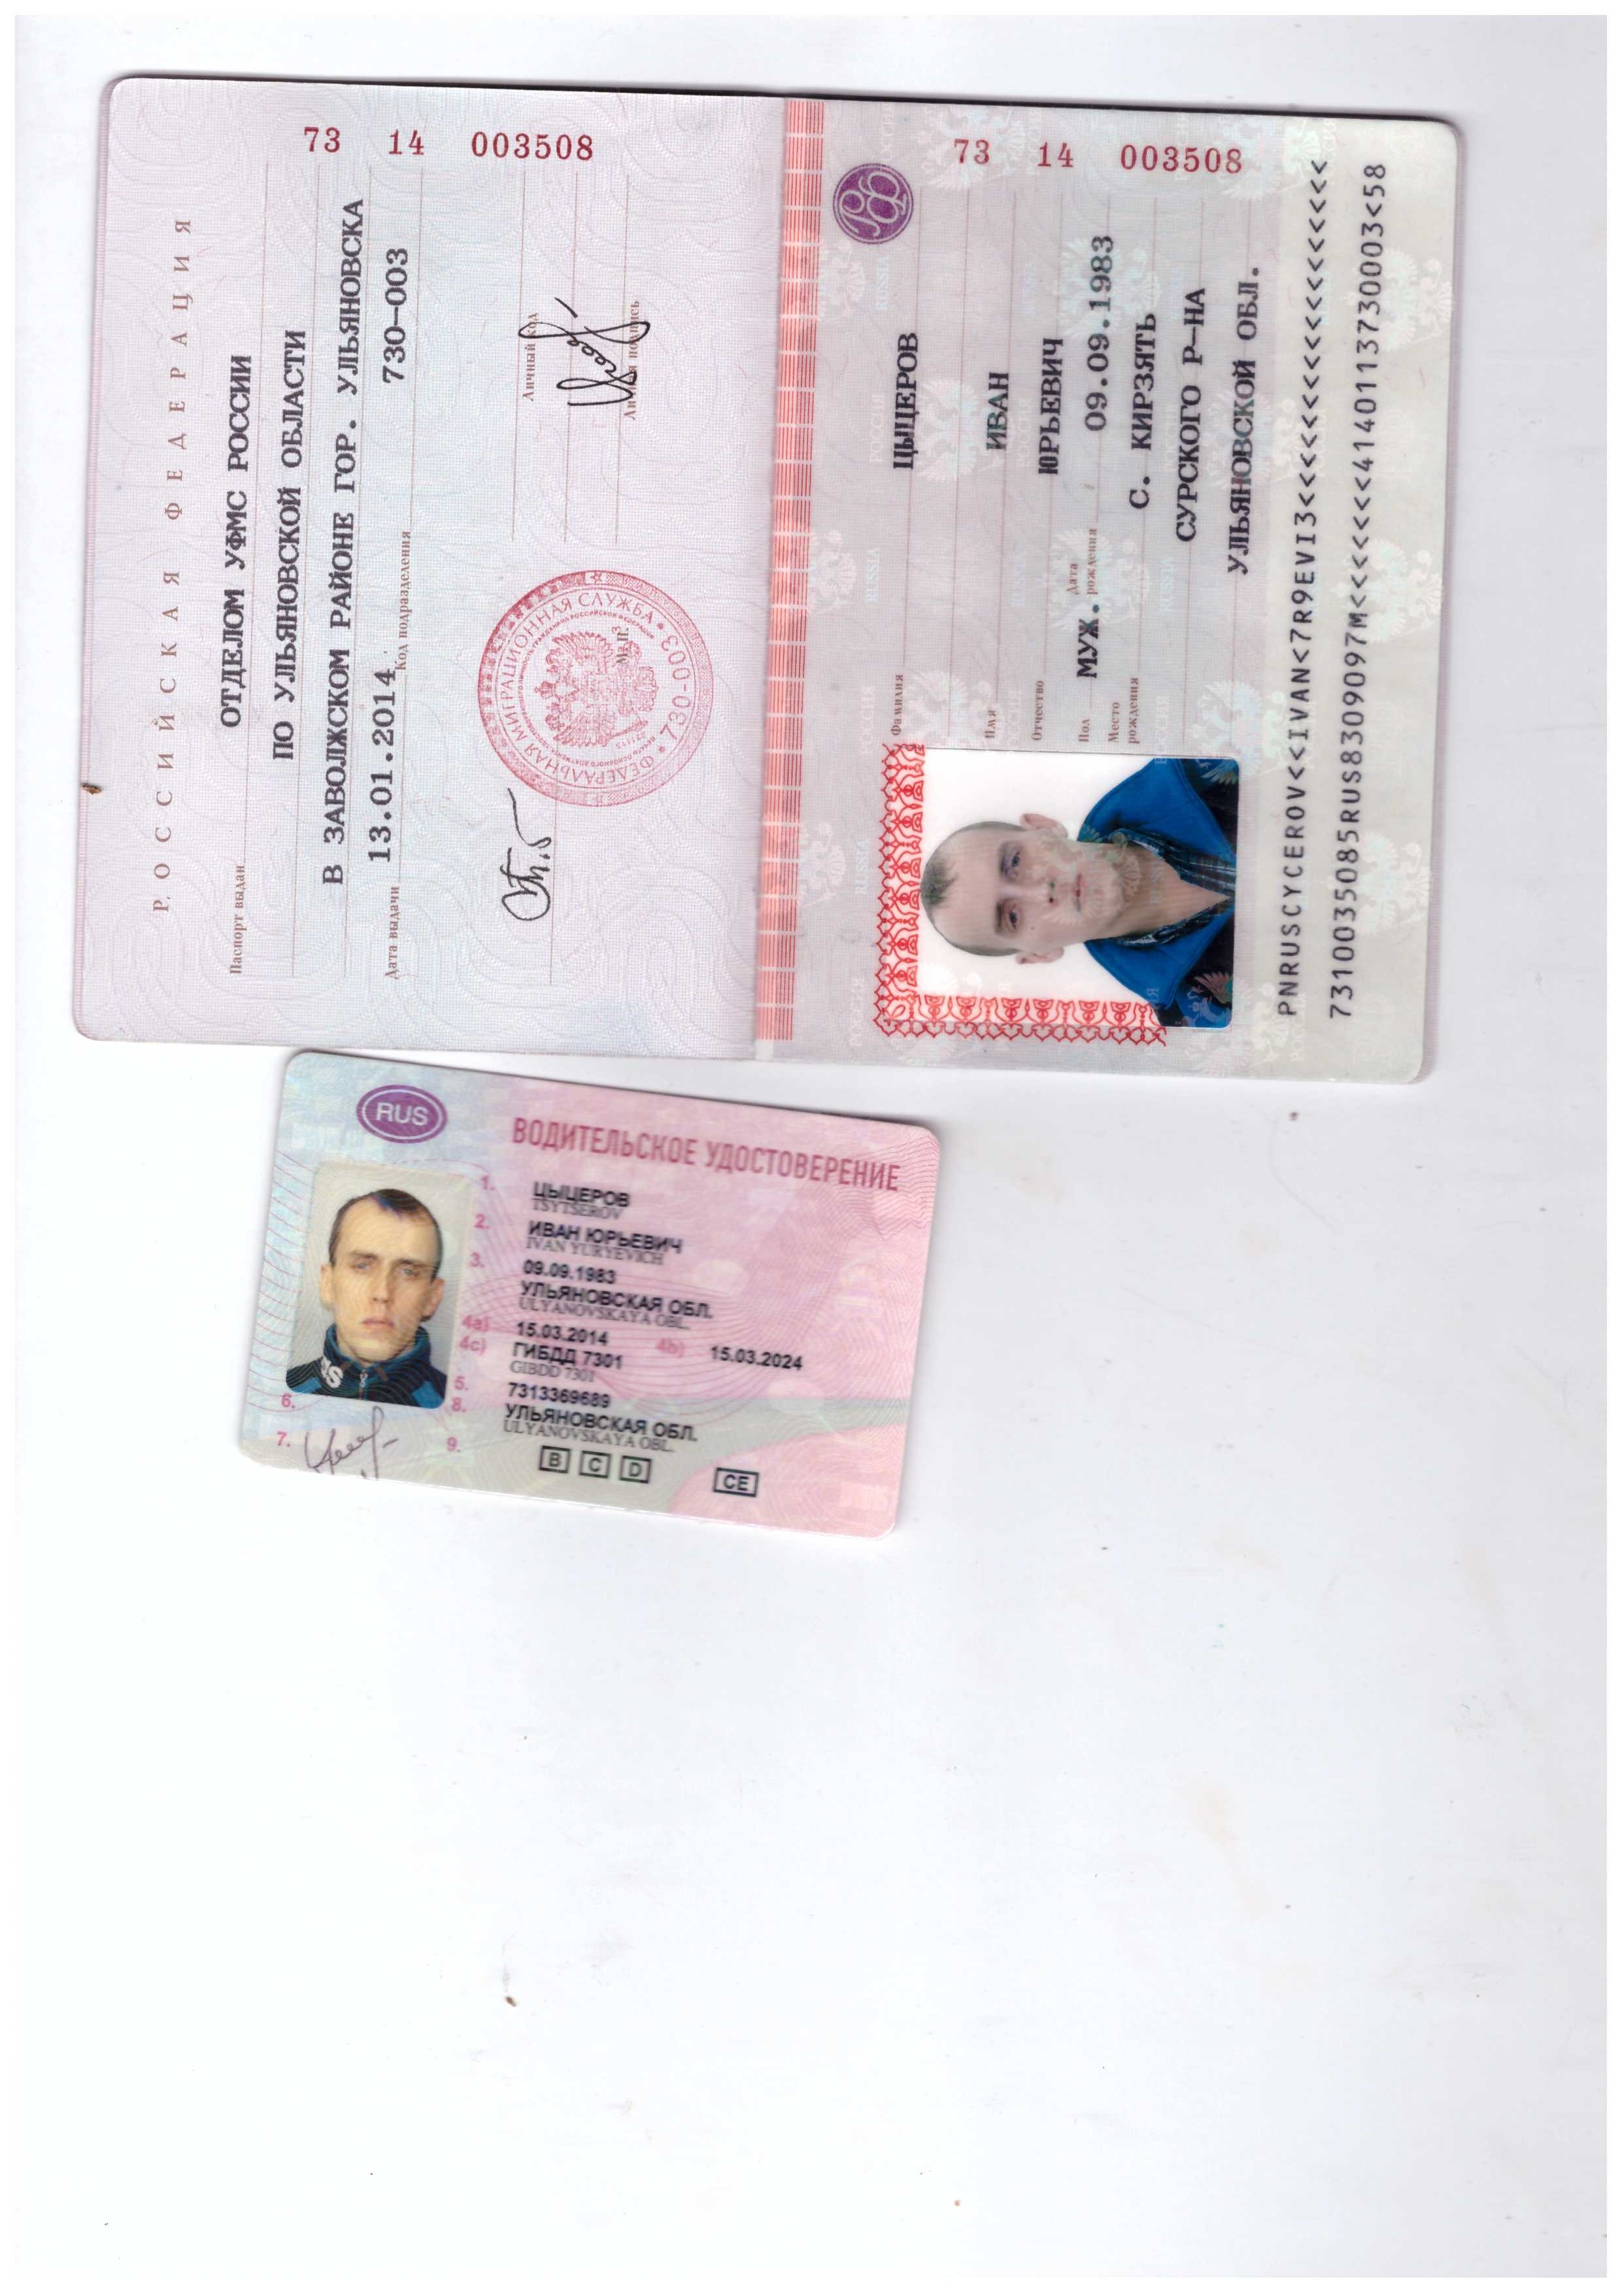 РОССИЙСКАЯ ФЕДЕРАЦИЯ
Паспорт выдан ОТДЕЛОМ УФМС РОССИИ
ПО УЛЬЯНОВСКОЙ ОБЛАСТИ
В ЗАВОЛЖСКОМ РАЙОНЕ ГОР. УЛЬЯНОВСКА
Дата выдачи 13.01.2014 Код подразделения 730-003
Личный код
Личная подпись
М.П.
ФЕДЕРАЛЬНАЯ МИГРАЦИОННАЯ СЛУЖБА
730-003
73 14 003508
73 14 003508
Фамилия ЦЫЦЕРОВ
Имя ИВАН
Отчество ЮРЬЕВИЧ
Пол МУЖ. Дата рождения 09.09.1983
Место рождения С. КИРЗЯТЬ
СУРСКОГО Р-НА
УЛЬЯНОВСКОЙ ОБЛ.
PNRUSCYCEROV<<IVAN<7R9EVI3<<<<<<<<<<<<<<<<<<
7310035085RUS8309097M<<<<<<<4140113730003<58
RUS
ВОДИТЕЛЬСКОЕ УДОСТОВЕРЕНИЕ
1. ЦЫЦЕРОВ
TSYTSEROV
2. ИВАН ЮРЬЕВИЧ
IVAN YURYEVICH
3. 09.09.1983
УЛЬЯНОВСКАЯ ОБЛ.
ULYANOVSKAYA OBL.
4a) 15.03.2014 4b) 15.03.2024
4c) ГИБДД 7301
GIBDD 7301
5. 7313369689
8. УЛЬЯНОВСКАЯ ОБЛ.
ULYANOVSKAYA OBL.
6.
7.
9. B C D CE